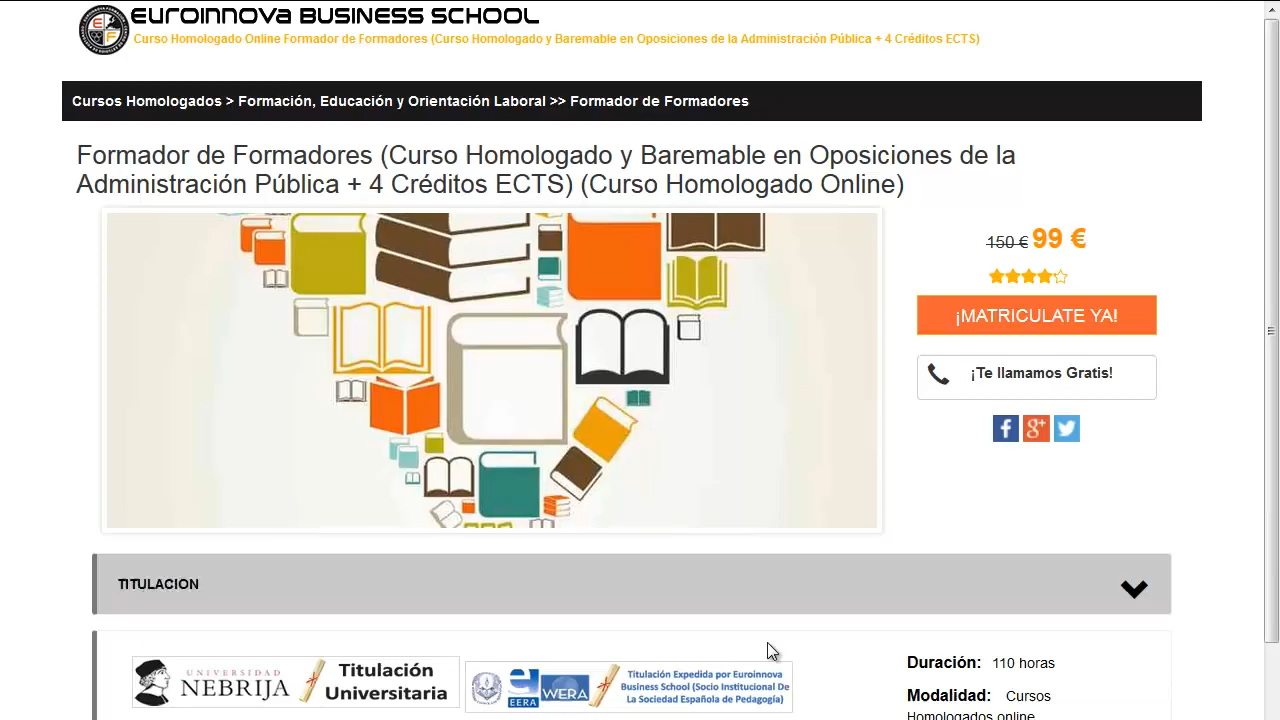 EUROINNOVA BUSINESS SCHOOL
Curso Homologado Online Formador de Formadores (Curso Homologado y Baremable en Oposiciones de la Administración Pública + 4 Créditos ECTS)
Cursos Homologados > Formación, Educación y Orientación Laboral >> Formador de Formadores
Formador de Formadores (Curso Homologado y Baremable en Oposiciones de la
Administración Pública + 4 Créditos ECTS) (Curso Homologado Online)
150 € 99 €
¡MATRICULATE YA!
¡Te llamamos Gratis!
TITULACION
UNIVERSIDAD
NEBRIJA
Titulación
Universitaria
EERA
WERA
Titulación Expedida por Euroinnova
Business School (Socio Institucional De
La Sociedad Española de Pedagogía)
Duración: 110 horas
Modalidad: Cursos
Homologados online